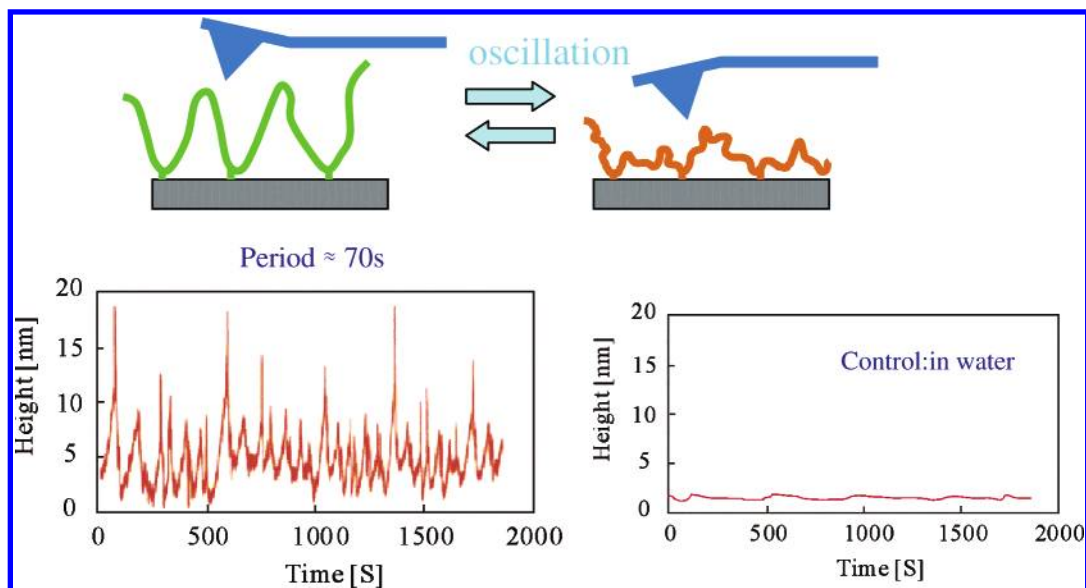 oscillation
Period ≈ 70s
20
15
10
5
0
Height [nm]
0 500 1000 1500 2000
Time [S]
20
15
10
5
0
Height [nm]
Control:in water
0 500 1000 1500 2000
Time [S]